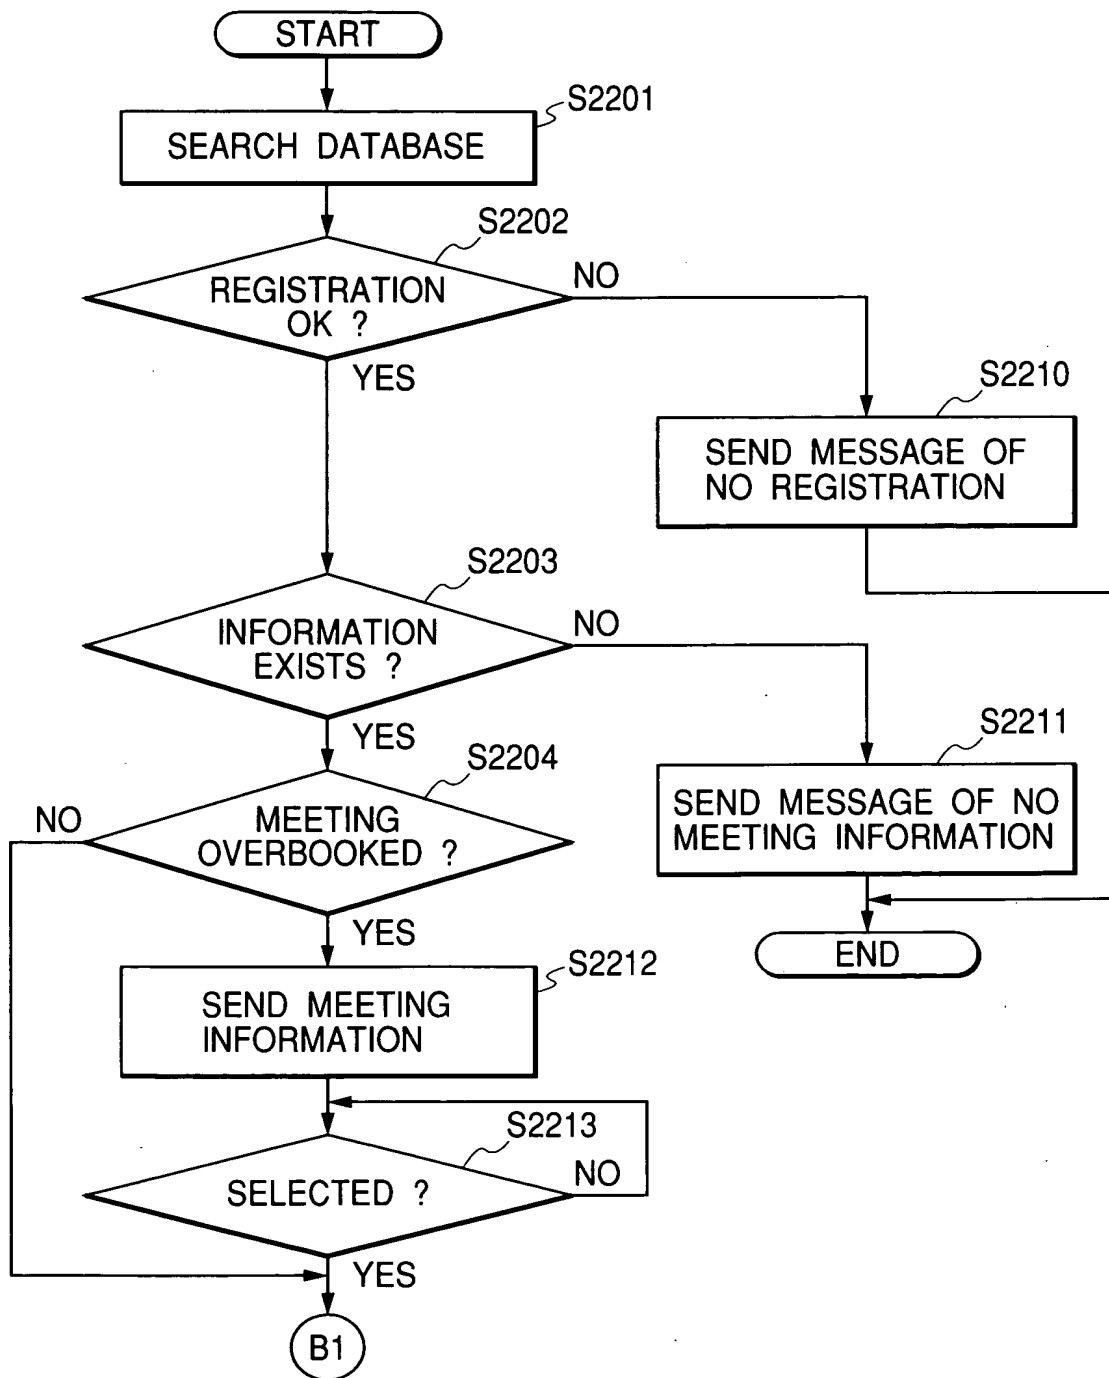 START
S2201
SEARCH DATABASE
S2202
REGISTRATION
OK ?
NO
YES
S2210
SEND MESSAGE OF
NO REGISTRATION
S2203
INFORMATION
EXISTS ?
NO
YES
S2211
SEND MESSAGE OF NO
MEETING INFORMATION
S2204
MEETING
OVERBOOKED ?
NO
YES
END
S2212
SEND MEETING
INFORMATION
S2213
SELECTED ?
NO
YES
B1